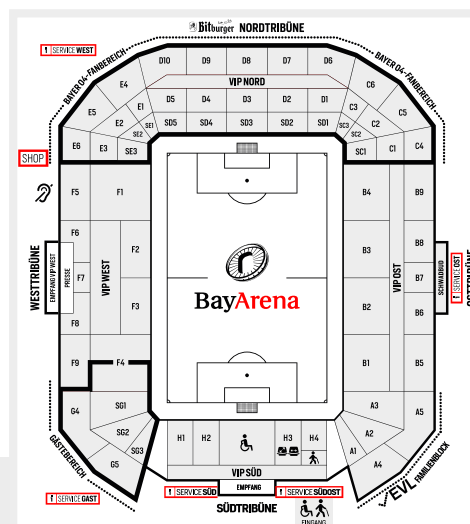 Bitburger NORDTRIBÜNE
SERVICE WEST
BAYER 04-FANBEREICH
BAYER 04-FANBEREICH
D10 D9 D8 D7 D6
VIP NORD
E4 C6
D5 D4 D3 D2 D1
E5 E1 C3 C5
SD5 SD4 SD3 SD2 SD1
E2 SE1 SC3 C2
SE2 SC2
E6 E3 SE3 SC1 C1 C4
SHOP
F5 F1 B4 B9
F6 F2 B3 B8
WESTTRIBÜNE
EMPFANG VIP WEST
PRESSE
F7
VIP WEST
VIP OST
B7
SCHWADBUD
SERVICE OST
OSTTRIBÜNE
BayArena
F8 F3 B2 B6
F9 F4 B1 B5
G4 SG1 A3 A5
SG2 A2
SG3 A1
G5 A4
GÄSTEBEREICH
H1 H2 H3 H4
VIP SÜD
EVL FAMILIENBLOCK
SERVICE GAST
SERVICE SÜD
EMPFANG
SERVICE SÜDOST
SÜDTRIBÜNE
EINGANG